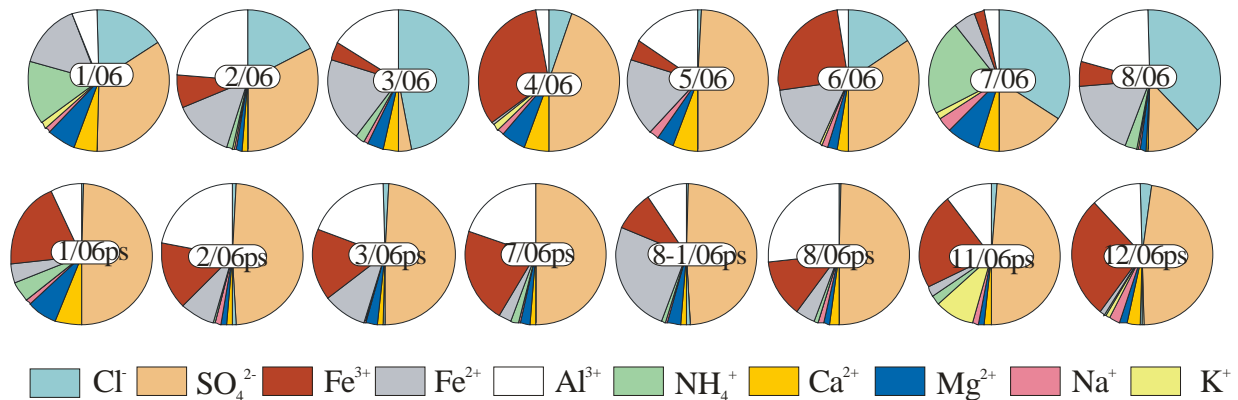 1/06 2/06 3/06 4/06 5/06 6/06 7/06 8/06
1/06ps 2/06ps 3/06ps 7/06ps 8-1/06ps 8/06ps 11/06ps 12/06ps
Cl⁻ SO₄²⁻ Fe³⁺ Fe²⁺ Al³⁺ NH₄⁺ Ca²⁺ Mg²⁺ Na⁺ K⁺